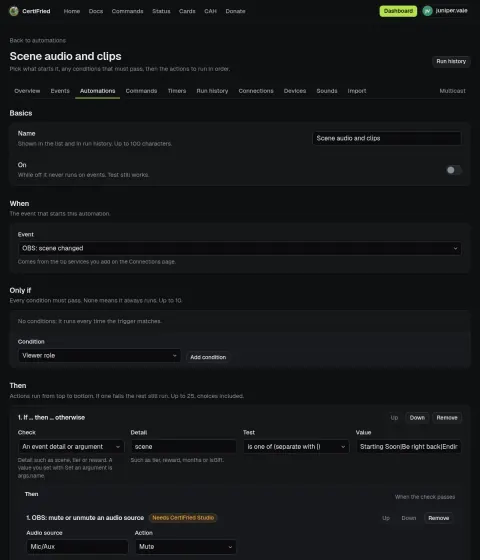 CertiFried
Home Docs Commands Status Cards CAH Donate
Dashboard
JV juniper.vale
Back to automations
Scene audio and clips
Pick what starts it, any conditions that must pass, then the actions to run in order.
Run history
Overview Events Automations Commands Timers Run history Connections Devices Sounds Import Multicast
Basics
Name
Shown in the list and in run history. Up to 100 characters.
Scene audio and clips
On
While off it never runs on events. Test still works.
When
The event that starts this automation.
Event
OBS: scene changed
Comes from the tip services you add on the Connections page.
Only if
Every condition must pass. None means it always runs. Up to 10.
No conditions: it runs every time the trigger matches.
Condition
Viewer role
Add condition
Then
Actions run from top to bottom. If one fails the rest still run. Up to 25, choices included.
1. If … then … otherwise
Up Down Remove
Check Detail Test Value
An event detail or argument scene is one of (separate with |) Starting Soon|Be right back|Endin
Detail such as scene, tier or reward. A
value you set with Set an argument is
args.name.
Such as tier, reward, months or isGift.
Then
When the check passes
1. OBS: mute or unmute an audio source Needs CertiFried Studio
Up Down Remove
Audio source Action
Mic/Aux Mute